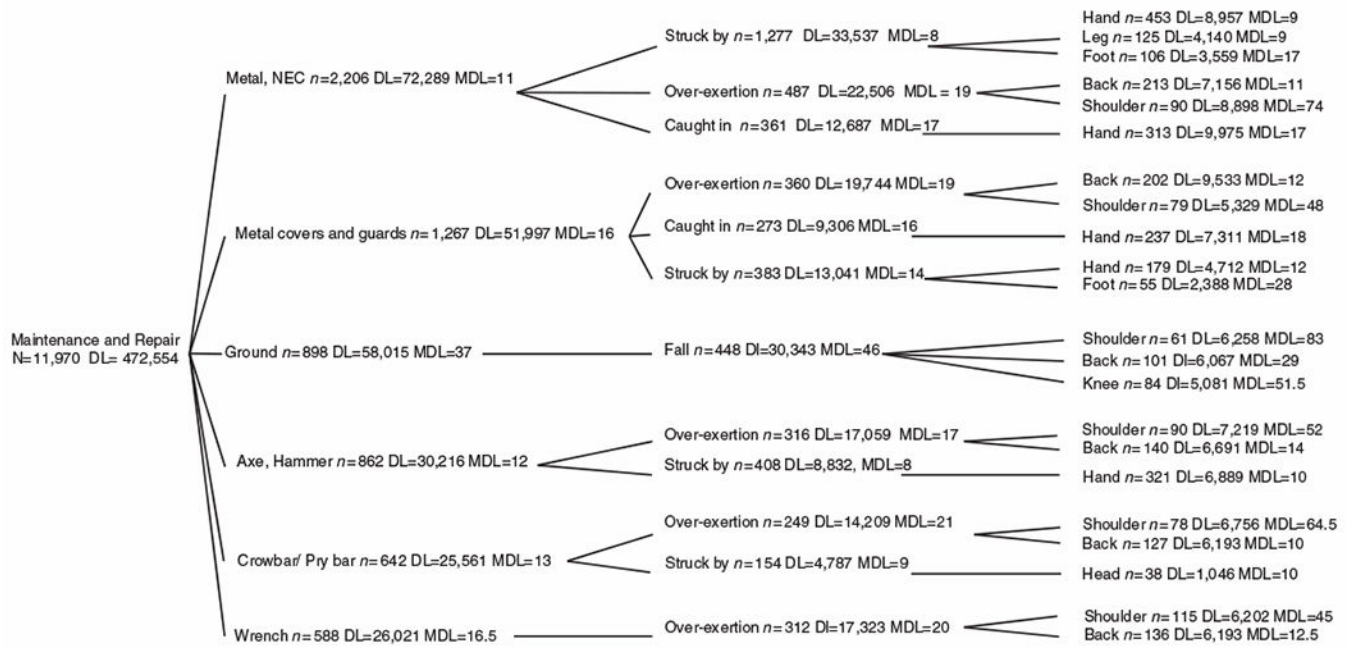 Maintenance and Repair
N=11,970 DL= 472,554
Metal, NEC n=2,206 DL=72,289 MDL=11
Struck by n=1,277 DL=33,537 MDL=8
Hand n=453 DL=8,957 MDL=9
Leg n=125 DL=4,140 MDL=9
Foot n=106 DL=3,559 MDL=17
Over-exertion n=487 DL=22,506 MDL = 19
Back n=213 DL=7,156 MDL=11
Shoulder n=90 DL=8,898 MDL=74
Caught in n=361 DL=12,687 MDL=17
Hand n=313 DL=9,975 MDL=17
Metal covers and guards n=1,267 DL=51,997 MDL=16
Over-exertion n=360 DL=19,744 MDL=19
Back n=202 DL=9,533 MDL=12
Shoulder n=79 DL=5,329 MDL=48
Caught in n=273 DL=9,306 MDL=16
Hand n=237 DL=7,311 MDL=18
Struck by n=383 DL=13,041 MDL=14
Hand n=179 DL=4,712 MDL=12
Foot n=55 DL=2,388 MDL=28
Ground n=898 DL=58,015 MDL=37
Fall n=448 Dl=30,343 MDL=46
Shoulder n=61 DL=6,258 MDL=83
Back n=101 Dl=6,067 MDL=29
Knee n=84 Dl=5,081 MDL=51.5
Axe, Hammer n=862 DL=30,216 MDL=12
Over-exertion n=316 DL=17,059 MDL=17
Shoulder n=90 DL=7,219 MDL=52
Back n=140 DL=6,691 MDL=14
Struck by n=408 DL=8,832, MDL=8
Hand n=321 DL=6,889 MDL=10
Crowbar/ Pry bar n=642 DL=25,561 MDL=13
Over-exertion n=249 DL=14,209 MDL=21
Shoulder n=78 DL=6,756 MDL=64.5
Back n=127 DL=6,193 MDL=10
Struck by n=154 DL=4,787 MDL=9
Head n=38 DL=1,046 MDL=10
Wrench n=588 DL=26,021 MDL=16.5
Over-exertion n=312 Dl=17,323 MDL=20
Shoulder n=115 DL=6,202 MDL=45
Back n=136 DL=6,193 MDL=12.5